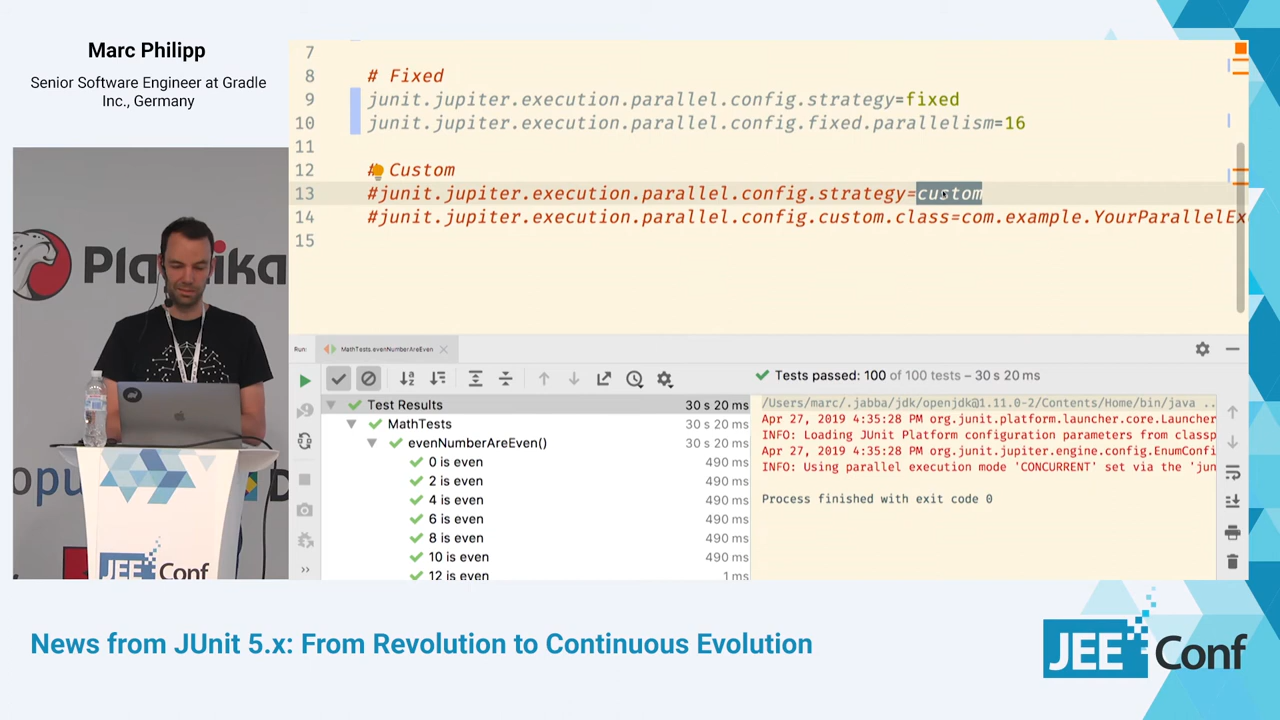 Marc Philipp
Senior Software Engineer at Gradle
Inc., Germany
7
8 # Fixed
9 junit.jupiter.execution.parallel.config.strategy=fixed
10 junit.jupiter.execution.parallel.config.fixed.parallelism=16
11
12 # Custom
13 #junit.jupiter.execution.parallel.config.strategy=custom
14 #junit.jupiter.execution.parallel.config.custom.class=com.example.YourParallelEx
15
Run: MathTests.evenNumberAreEven
Tests passed: 100 of 100 tests – 30 s 20 ms
Test Results 30 s 20 ms
MathTests 30 s 20 ms
evenNumberAreEven() 30 s 20 ms
0 is even 490 ms
2 is even 490 ms
4 is even 490 ms
6 is even 490 ms
8 is even 490 ms
10 is even 490 ms
12 is even 1 ms
/Users/marc/.jabba/jdk/openjdk@1.11.0-2/Contents/Home/bin/java ...
Apr 27, 2019 4:35:28 PM org.junit.platform.launcher.core.Launcher
INFO: Loading JUnit Platform configuration parameters from classp
Apr 27, 2019 4:35:28 PM org.junit.jupiter.engine.config.EnumConfi
INFO: Using parallel execution mode 'CONCURRENT' set via the 'jun
Process finished with exit code 0
JEE Conf
News from JUnit 5.x: From Revolution to Continuous Evolution
JEE Conf